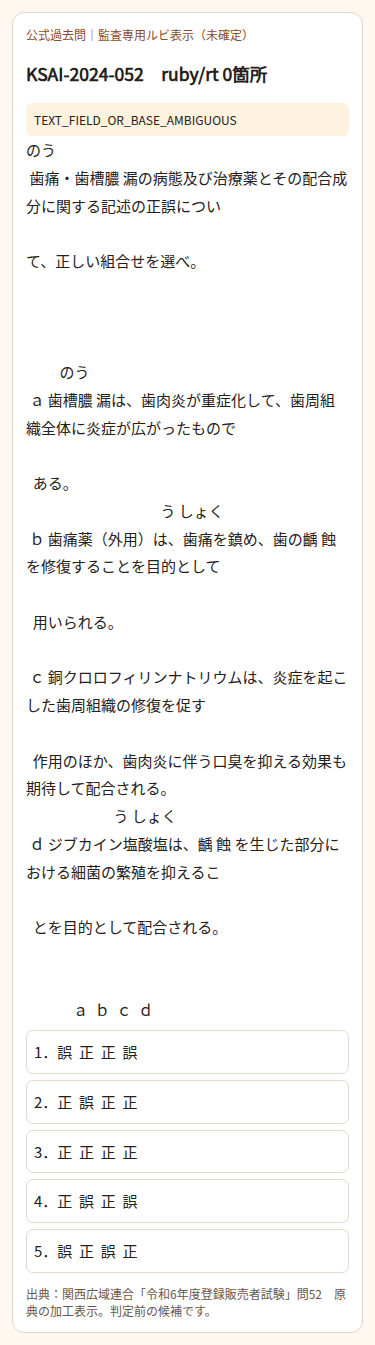 公式過去問｜監査専用ルビ表示（未確定）
KSAI-2024-052　ruby/rt 0箇所
TEXT_FIELD_OR_BASE_AMBIGUOUS
のう
歯痛・歯槽膿 漏の病態及び治療薬とその配合成
分に関する記述の正誤につい
て、正しい組合せを選べ。
のう
ａ 歯槽膿 漏は、歯肉炎が重症化して、歯周組
織全体に炎症が広がったもので
ある。
う しょく
ｂ 歯痛薬（外用）は、歯痛を鎮め、歯の齲 蝕
を修復することを目的として
用いられる。
ｃ 銅クロロフィリンナトリウムは、炎症を起こ
した歯周組織の修復を促す
作用のほか、歯肉炎に伴う口臭を抑える効果も
期待して配合される。
う しょく
ｄ ジブカイン塩酸塩は、齲 蝕 を生じた部分に
おける細菌の繁殖を抑えるこ
とを目的として配合される。
ａ ｂ ｃ ｄ
1．誤 正 正 誤
2．正 誤 正 正
3．正 正 正 正
4．正 誤 正 誤
5．誤 正 誤 正
出典：関西広域連合「令和6年度登録販売者試験」問52　原
典の加工表示。判定前の候補です。